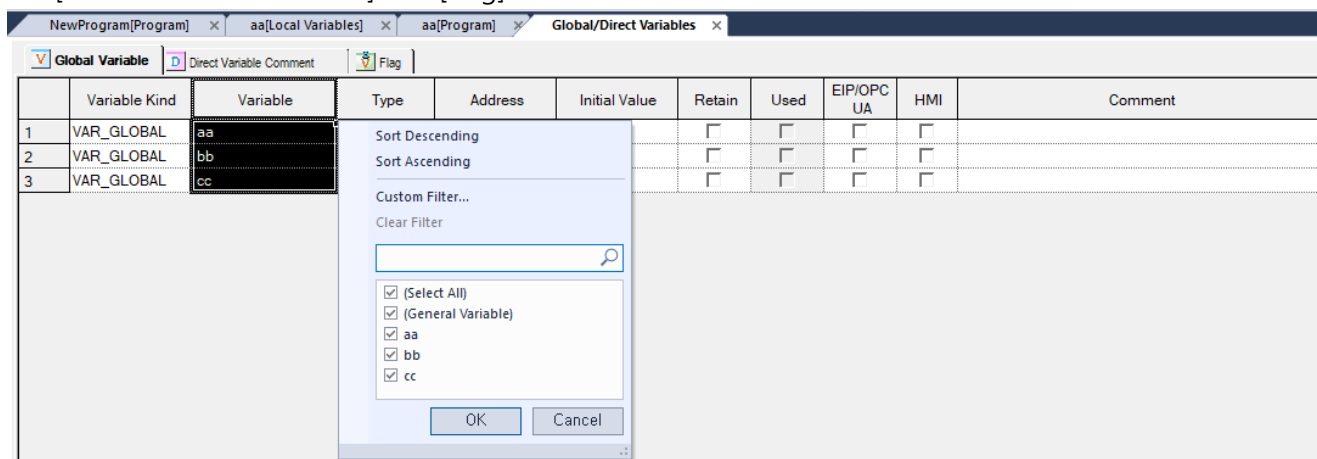 NewProgram[Program] aa[Local Variables] aa[Program] Global/Direct Variables
V Global Variable D Direct Variable Comment Flag
Variable Kind Variable Type Address Initial Value Retain Used EIP/OPC UA HMI Comment
1 VAR_GLOBAL aa
2 VAR_GLOBAL bb
3 VAR_GLOBAL cc
Sort Descending
Sort Ascending
Custom Filter...
Clear Filter
(Select All)
(General Variable)
aa
bb
cc
OK Cancel